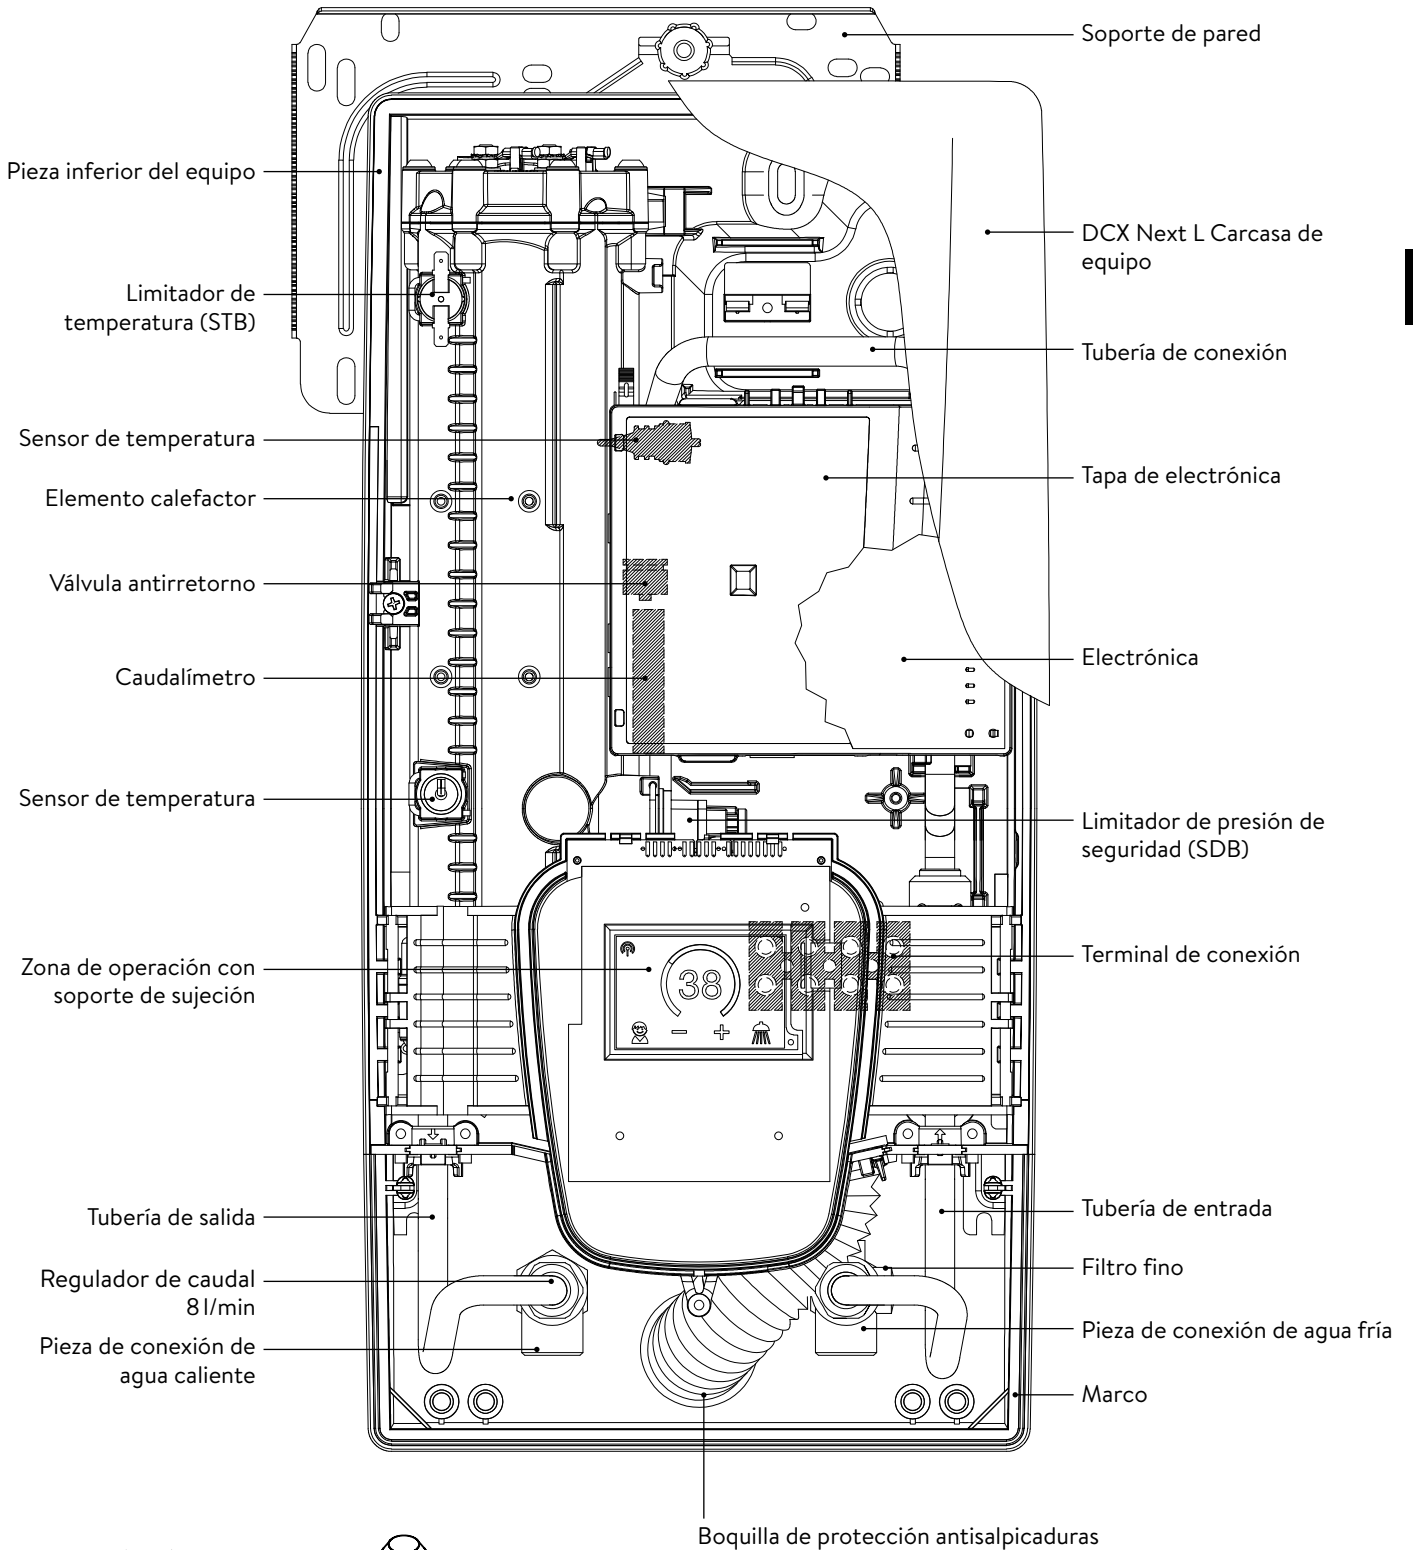 Soporte de pared
Pieza inferior del equipo
DCX Next L Carcasa de
equipo
Limitador de
temperatura (STB)
Tubería de conexión
Sensor de temperatura
Tapa de electrónica
Elemento calefactor
Válvula antirretorno
Electrónica
Caudalímetro
Sensor de temperatura
Limitador de presión de
seguridad (SDB)
Zona de operación con
soporte de sujeción
38
Terminal de conexión
Tubería de salida
Tubería de entrada
Regulador de caudal
8 l/min
Filtro fino
Pieza de conexión de
agua caliente
Pieza de conexión de agua fría
Marco
Boquilla de protección antisalpicaduras